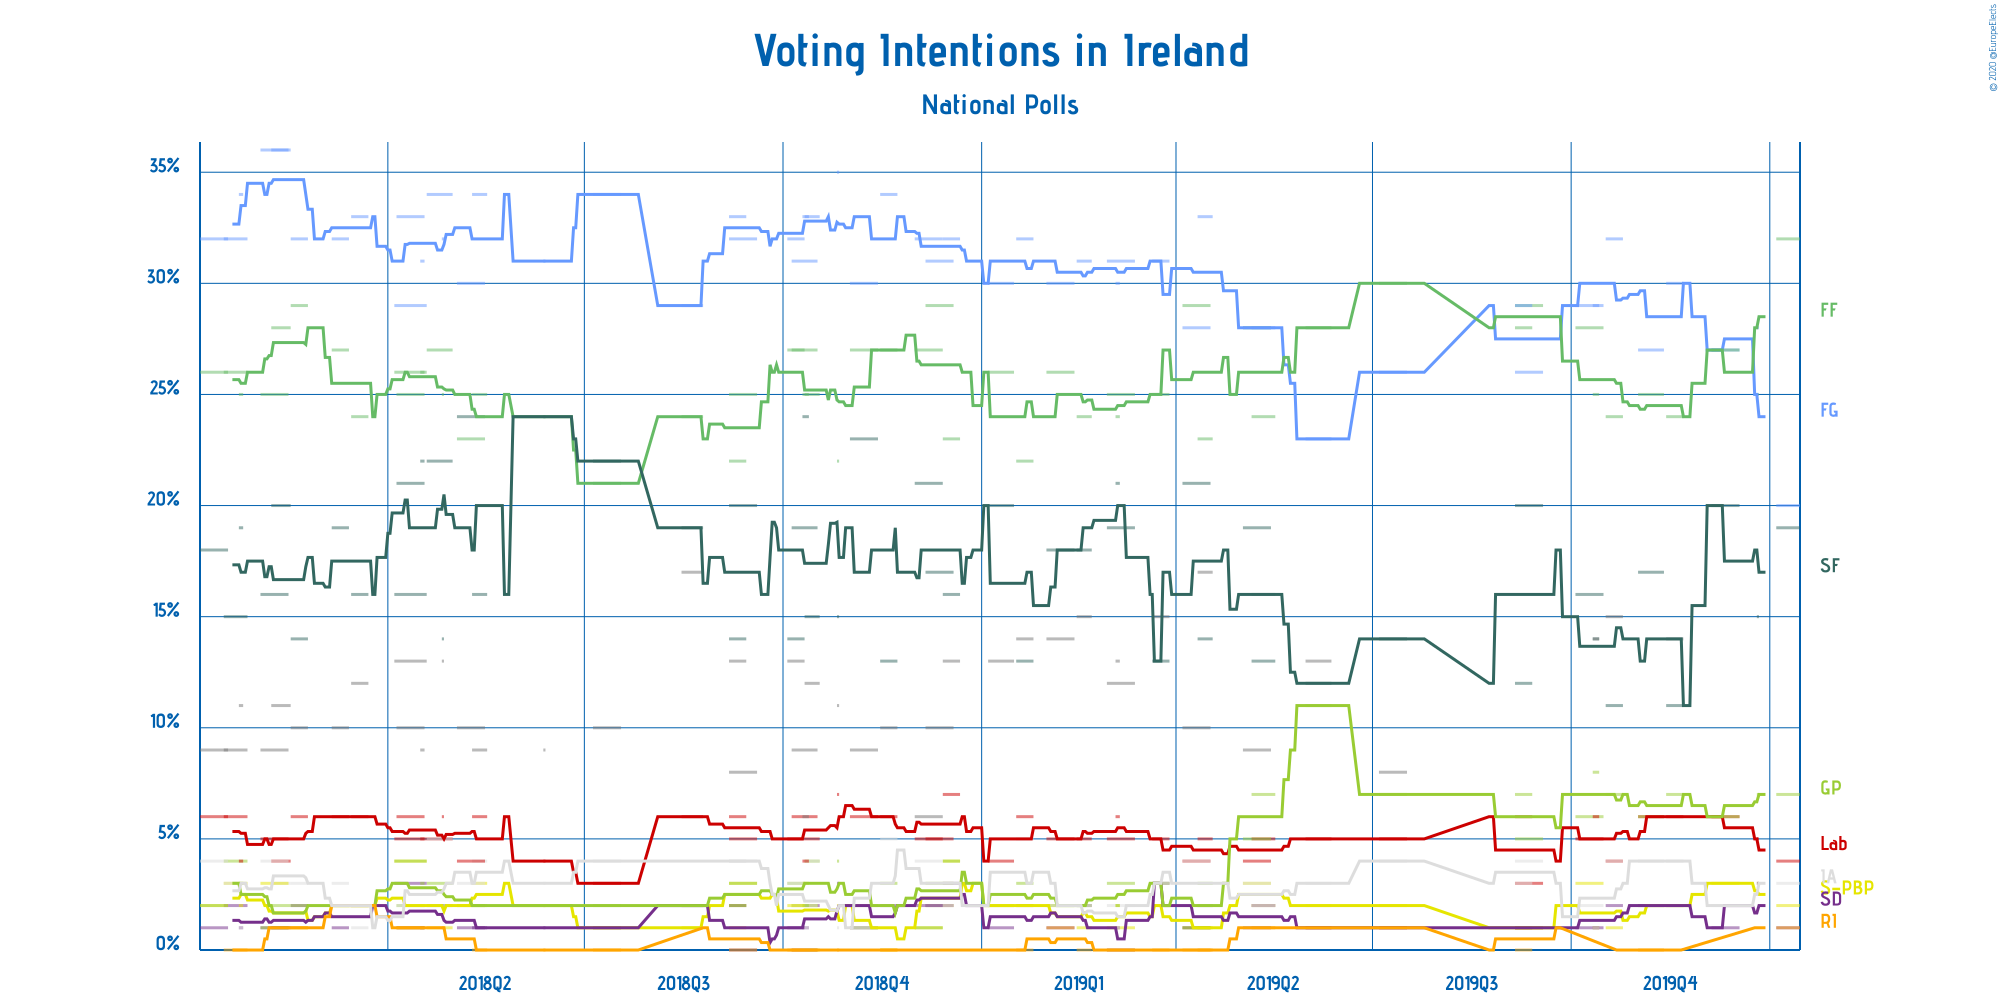 © 2020 @EuropeElects
Voting Intentions in Ireland
National Polls
35%
30%
25%
20%
15%
10%
5%
0%
FF
FG
SF
GP
Lab
IA
S-PBP
SD
RI
2018Q2 2018Q3 2018Q4 2019Q1 2019Q2 2019Q3 2019Q4